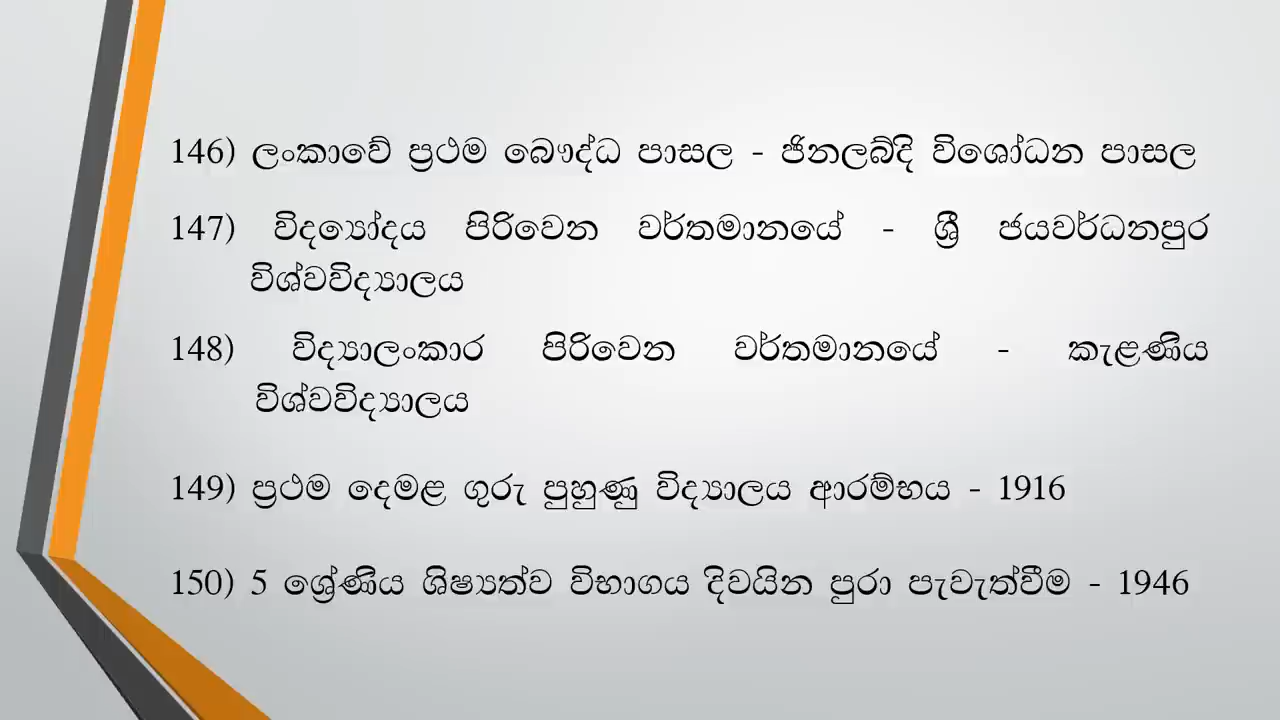 146) ලංකාවේ ප්‍රථම බෞද්ධ පාසල - ජිනලබ්දි විශෝධන පාසල
147) විද්‍යෝදය පිරිවෙන වර්තමානයේ - ශ්‍රී ජයවර්ධනපුර
විශ්වවිද්‍යාලය
148) විද්‍යාලංකාර පිරිවෙන වර්තමානයේ - කැළණිය
විශ්වවිද්‍යාලය
149) ප්‍රථම දෙමළ ගුරු පුහුණු විද්‍යාලය ආරම්භය - 1916
150) 5 ශ්‍රේණිය ශිෂ්‍යත්ව විභාගය දිවයින පුරා පැවැත්වීම - 1946